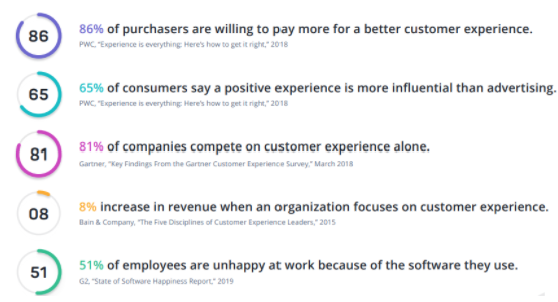 86
86% of purchasers are willing to pay more for a better customer experience.
PWC, "Experience is everything: Here's how to get it right," 2018
65
65% of consumers say a positive experience is more influential than advertising.
PWC, "Experience is everything: Here's how to get it right," 2018
81
81% of companies compete on customer experience alone.
Gartner, "Key Findings From the Gartner Customer Experience Survey," March 2018
08
8% increase in revenue when an organization focuses on customer experience.
Bain & Company, "The Five Disciplines of Customer Experience Leaders," 2015
51
51% of employees are unhappy at work because of the software they use.
G2, "State of Software Happiness Report," 2019